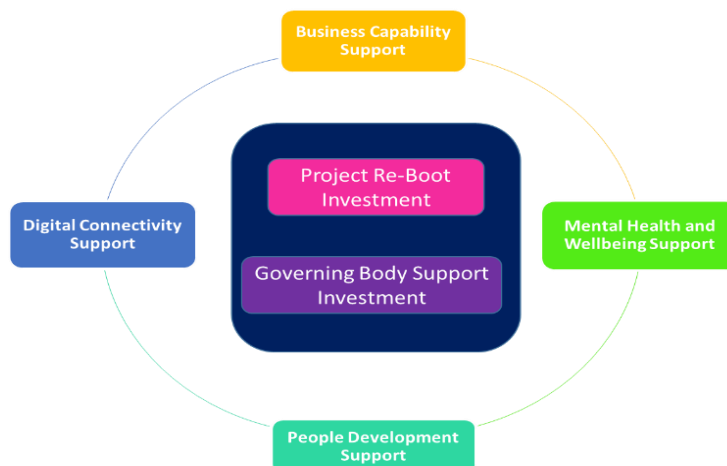 Business Capability
Support
Project Re-Boot
Investment
Digital Connectivity
Support
Mental Health and
Wellbeing Support
Governing Body Support
Investment
People Development
Support